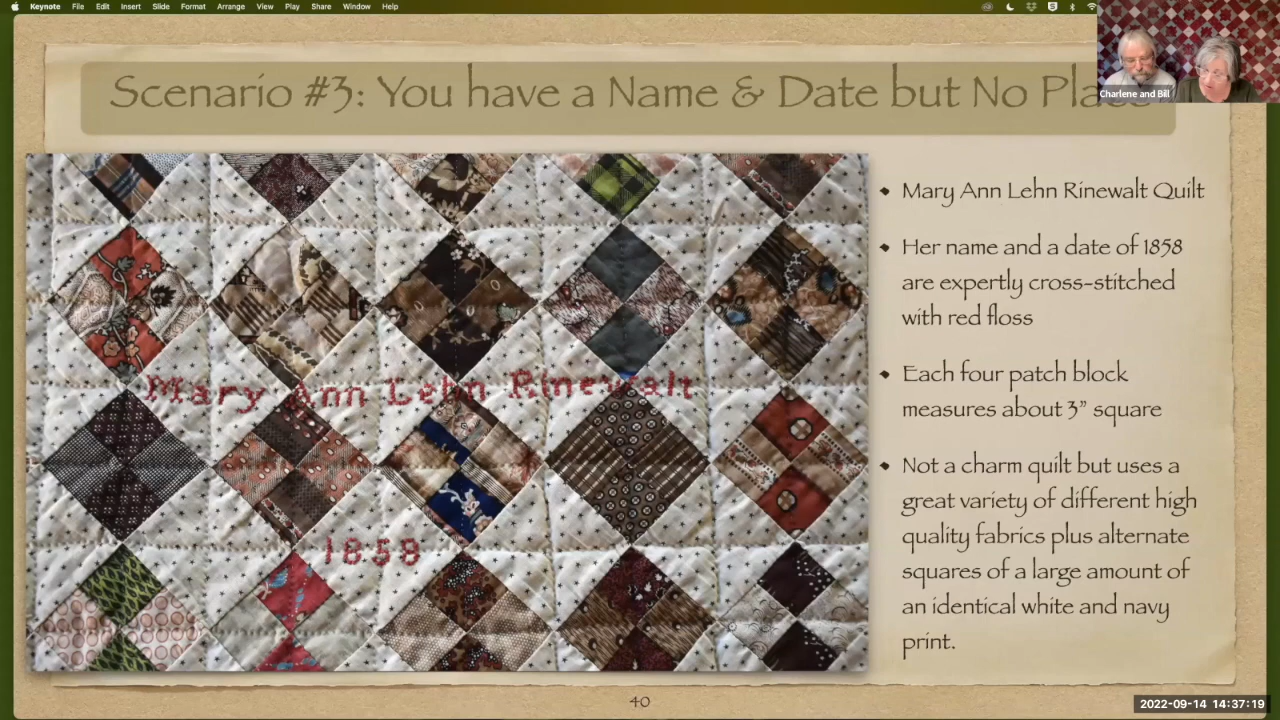 Keynote File Edit Insert Slide Format Arrange View Play Share Window Help
Charlene and Bill
Scenario #3: You have a Name & Date but No Place
Mary Ann Lehn Rinewalt
1858
Mary Ann Lehn Rinewalt Quilt
Her name and a date of 1858
are expertly cross-stitched
with red floss
Each four patch block
measures about 3” square
Not a charm quilt but uses a
great variety of different high
quality fabrics plus alternate
squares of a large amount of
an identical white and navy
print.
40
2022-09-14 14:37:19